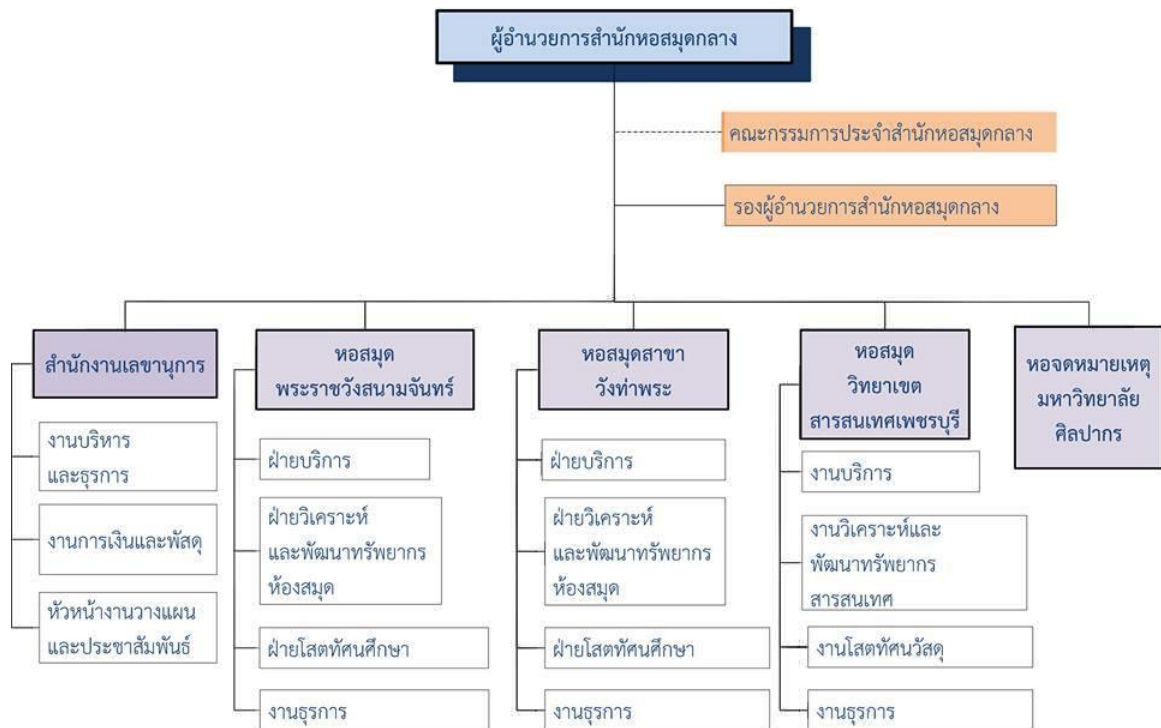 ผู้อำนวยการสำนักหอสมุดกลาง
คณะกรรมการประจำสำนักหอสมุดกลาง
รองผู้อำนวยการสำนักหอสมุดกลาง
สำนักงานเลขานุการ
งานบริหาร
และธุรการ
งานการเงินและพัสดุ
หัวหน้างานวางแผน
และประชาสัมพันธ์
หอสมุด
พระราชวังสนามจันทร์
ฝ่ายบริการ
ฝ่ายวิเคราะห์
และพัฒนาทรัพยากร
ห้องสมุด
ฝ่ายโสตทัศนศึกษา
งานธุรการ
หอสมุดสาขา
วังท่าพระ
ฝ่ายบริการ
ฝ่ายวิเคราะห์
และพัฒนาทรัพยากร
ห้องสมุด
ฝ่ายโสตทัศนศึกษา
งานธุรการ
หอสมุด
วิทยาเขต
สารสนเทศเพชรบุรี
งานบริการ
งานวิเคราะห์และ
พัฒนาทรัพยากร
สารสนเทศ
งานโสตทัศนวัสดุ
งานธุรการ
หอจดหมายเหตุ
มหาวิทยาลัย
ศิลปากร